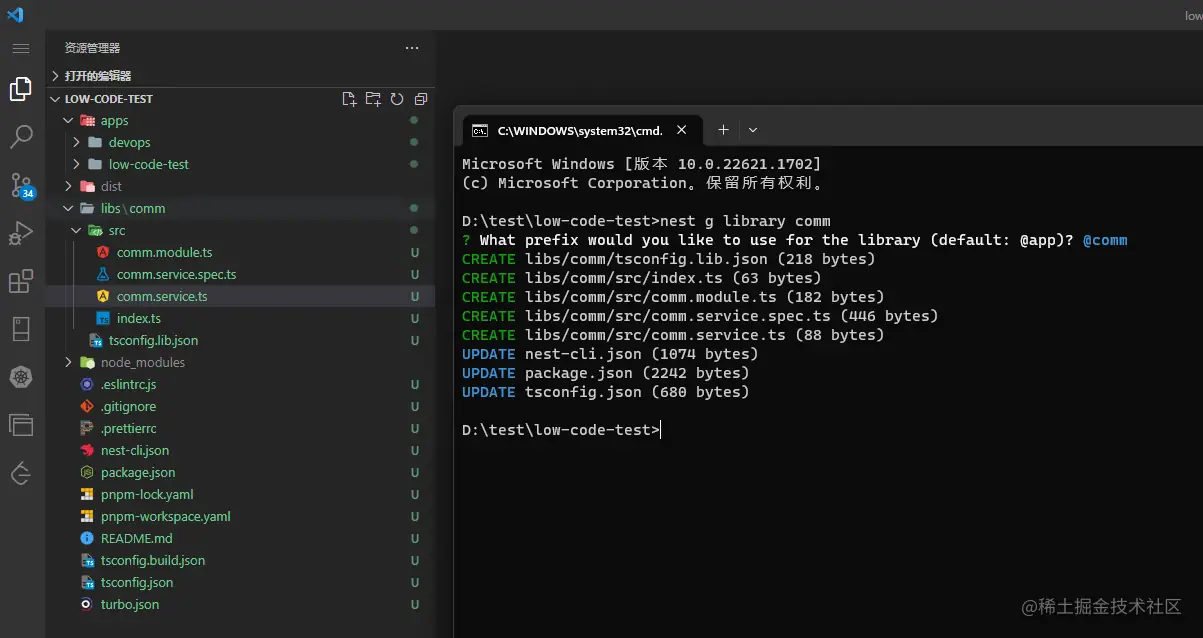 low
资源管理器
打开的编辑器
LOW-CODE-TEST
apps
devops
low-code-test
dist
libs\comm
src
comm.module.ts U
comm.service.spec.ts U
comm.service.ts U
index.ts U
tsconfig.lib.json U
node_modules
.eslintrc.js U
.gitignore U
.prettierrc U
nest-cli.json U
package.json U
pnpm-lock.yaml U
pnpm-workspace.yaml U
README.md U
tsconfig.build.json U
tsconfig.json U
turbo.json U
34
C:\WINDOWS\system32\cmd.
Microsoft Windows [版本 10.0.22621.1702]
(c) Microsoft Corporation。保留所有权利。
D:\test\low-code-test>nest g library comm
? What prefix would you like to use for the library (default: @app)? @comm
CREATE libs/comm/tsconfig.lib.json (218 bytes)
CREATE libs/comm/src/index.ts (63 bytes)
CREATE libs/comm/src/comm.module.ts (182 bytes)
CREATE libs/comm/src/comm.service.spec.ts (446 bytes)
CREATE libs/comm/src/comm.service.ts (88 bytes)
UPDATE nest-cli.json (1074 bytes)
UPDATE package.json (2242 bytes)
UPDATE tsconfig.json (680 bytes)
D:\test\low-code-test>
@稀土掘金技术社区